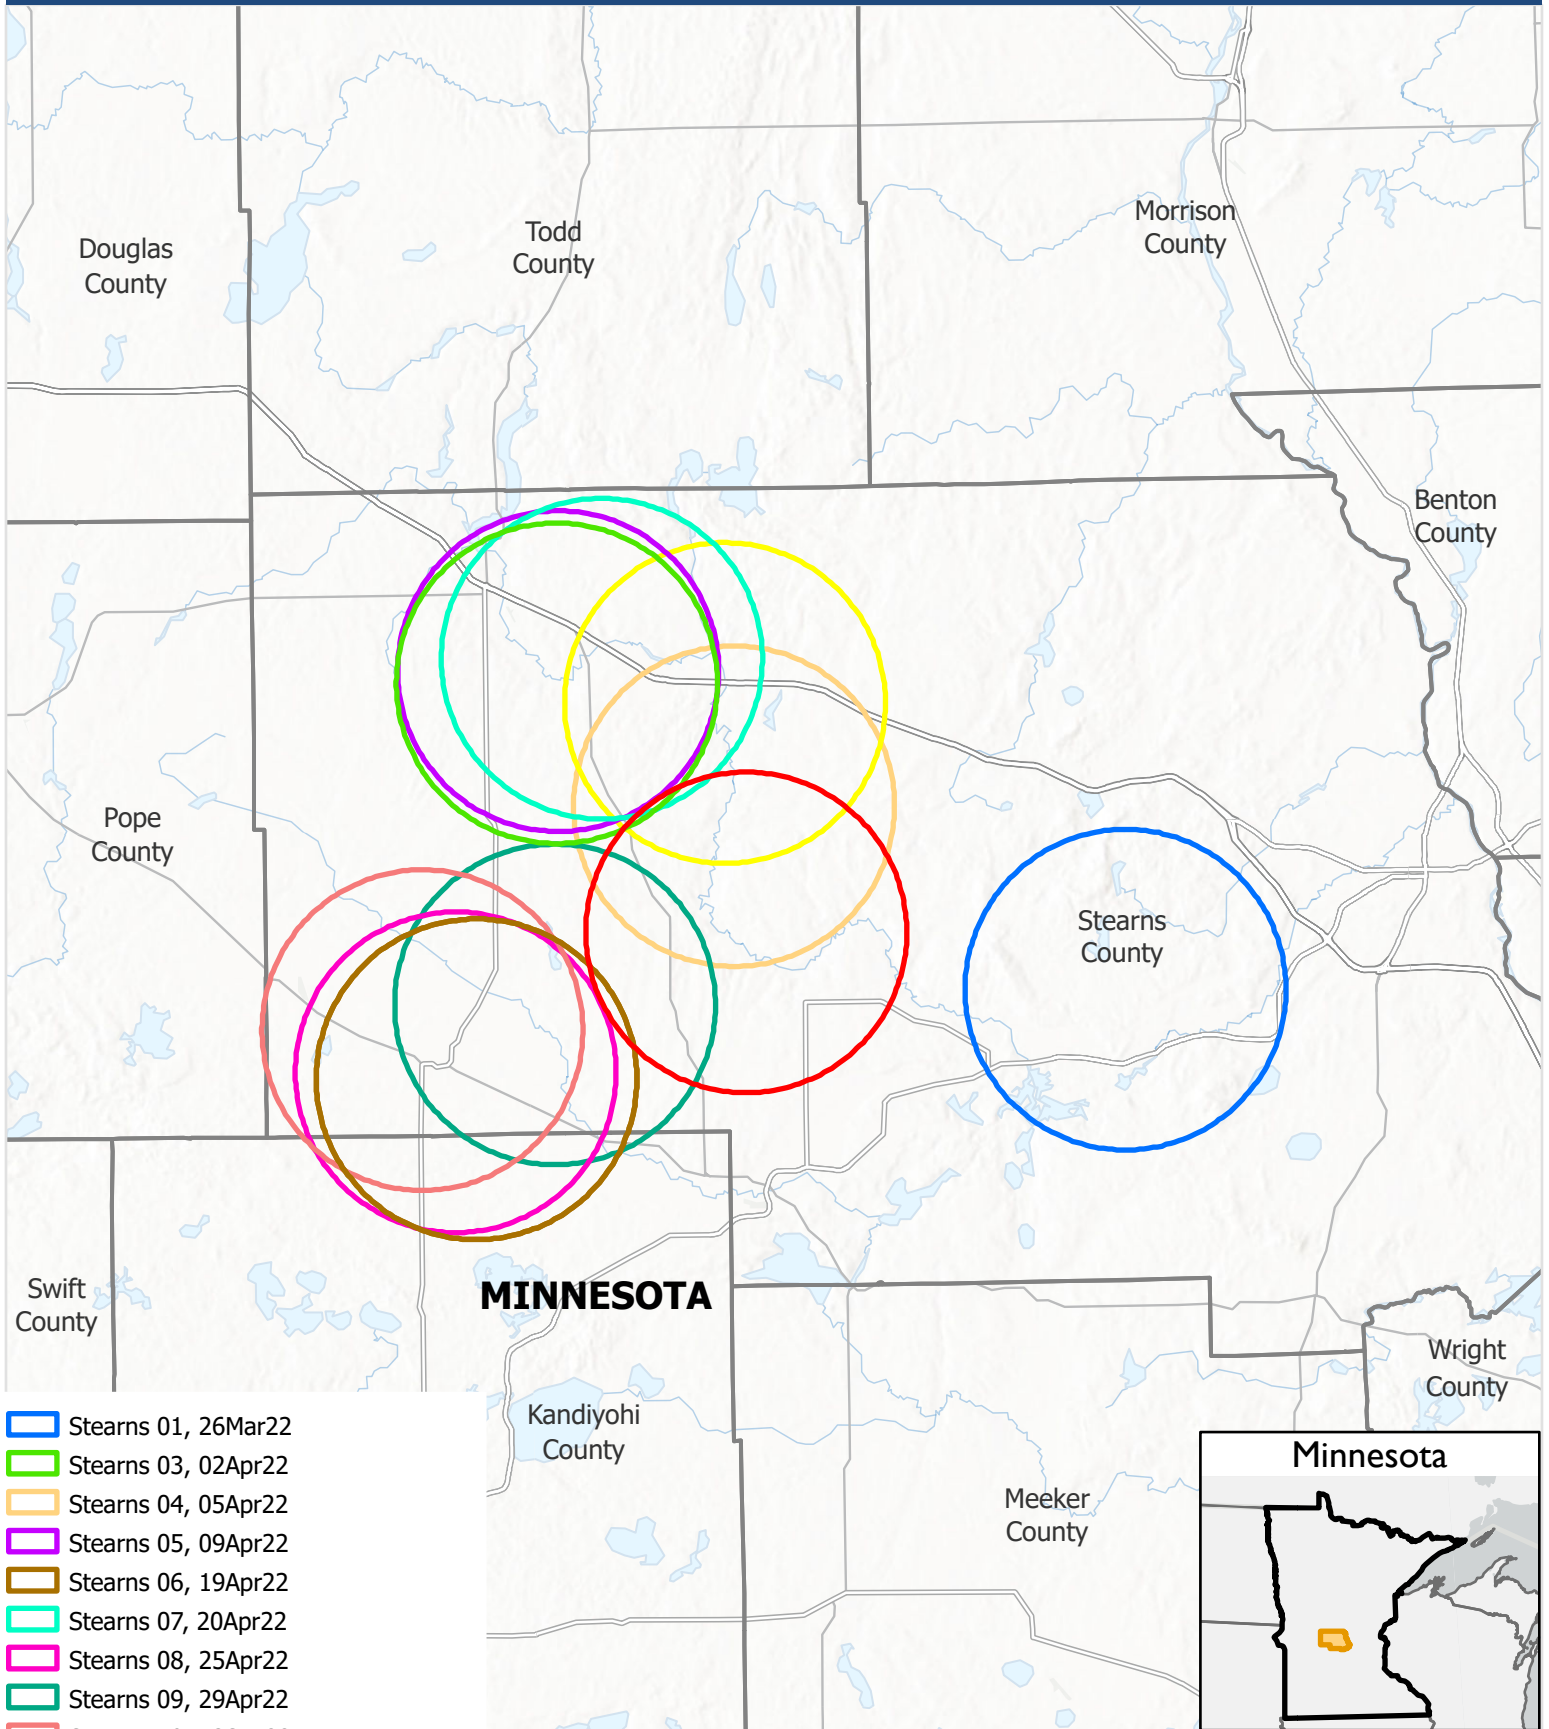 Todd
County
Morrison
County
Douglas
County
Benton
County
Pope
County
Stearns
County
Swift
County
MINNESOTA
Wright
County
Kandiyohi
County
Meeker
County
Stearns 01, 26Mar22
Stearns 03, 02Apr22
Stearns 04, 05Apr22
Stearns 05, 09Apr22
Stearns 06, 19Apr22
Stearns 07, 20Apr22
Stearns 08, 25Apr22
Stearns 09, 29Apr22
Minnesota